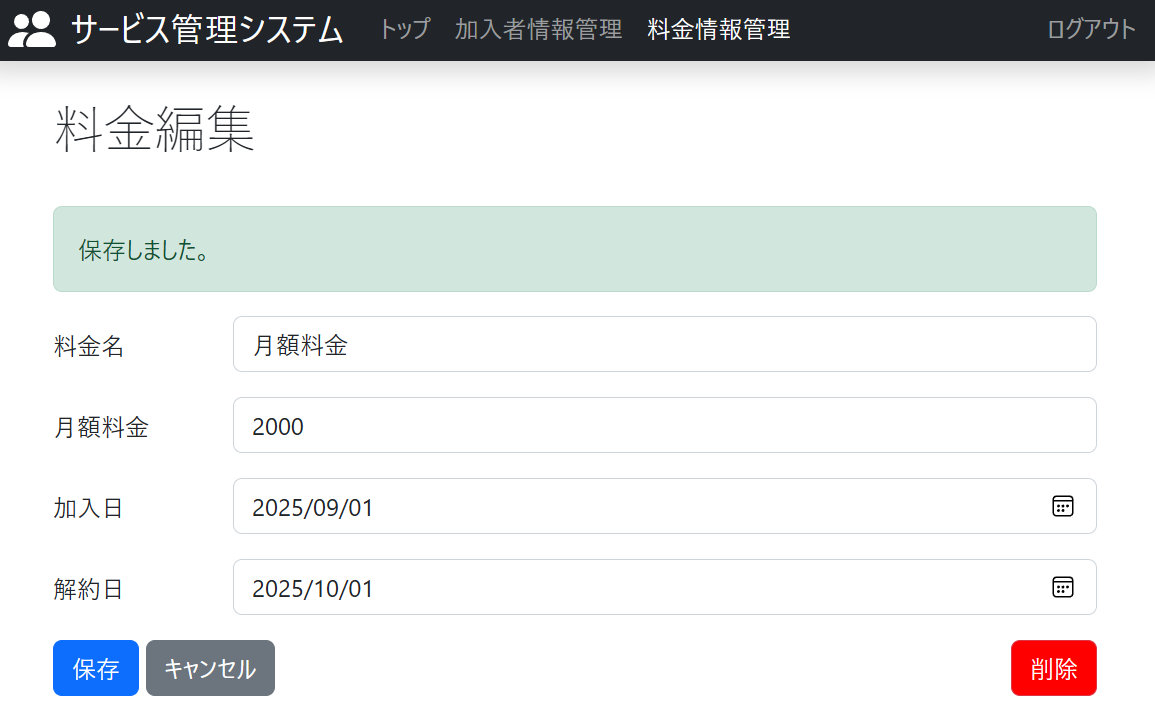 サービス管理システム トップ 加入者情報管理 料金情報管理 ログアウト
料金編集
保存しました。
料金名 月額料金
月額料金 2000
加入日 2025/09/01
解約日 2025/10/01
保存 キャンセル 削除